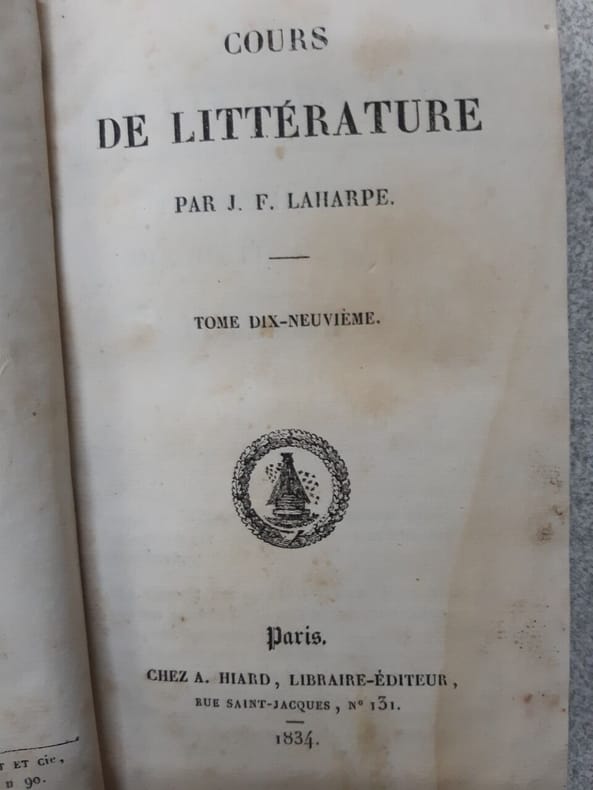 COURS
DE LITTÉRATURE
PAR J. F. LAHARPE.
TOME DIX-NEUVIÈME.
Paris.
CHEZ A. HIARD, LIBRAIRE-ÉDITEUR,
RUE SAINT-JACQUES, Nº 131.
1834.
ET Cie,
90.